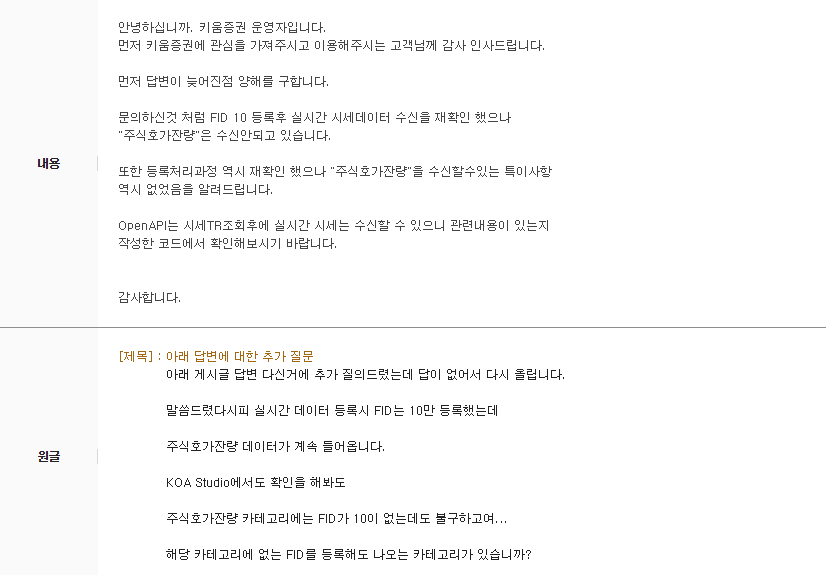 안녕하십니까. 키움증권 운영자입니다.
먼저 키움증권에 관심을 가져주시고 이용해주시는 고객님께 감사 인사드립니다.
먼저 답변이 늦어진점 양해를 구합니다.
문의하신것 처럼 FID 10 등록후 실시간 시세데이터 수신을 재확인 했으나
"주식호가잔량"은 수신안되고 있습니다.
내용
또한 등록처리과정 역시 재확인 했으나 "주식호가잔량"을 수신할수있는 특이사항
역시 없었음을 알려드립니다.
OpenAPI는 시세TR조회후에 실시간 시세는 수신할 수 있으니 관련내용이 있는지
작성한 코드에서 확인해보시기 바랍니다.
감사합니다.
[제목] : 아래 답변에 대한 추가 질문
아래 게시글 답변 다신거에 추가 질의드렸는데 답이 없어서 다시 올립니다.
말씀드렸다시피 실시간 데이터 등록시 FID는 10만 등록했는데
주식호가잔량 데이터가 계속 들어옵니다.
원글
KOA Studio에서도 확인을 해봐도
주식호가잔량 카테고리에는 FID가 10이 없는데도 불구하고여...
해당 카테고리에 없는 FID를 등록해도 나오는 카테고리가 있습니까?